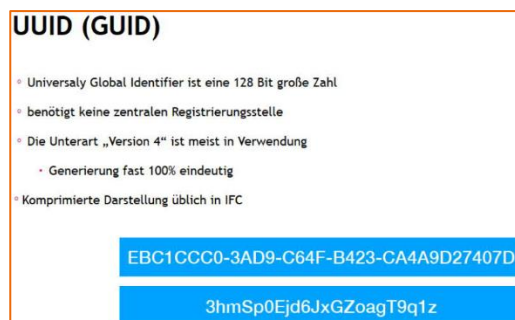 UUID (GUID)
Universaly Global Identifier ist eine 128 Bit große Zahl
benötigt keine zentralen Registrierungsstelle
Die Unterart „Version 4“ ist meist in Verwendung
Generierung fast 100% eindeutig
Komprimierte Darstellung üblich in IFC
EBC1CCC0-3AD9-C64F-B423-CA4A9D27407D
3hmSp0Ejd6JxGZoagT9q1z